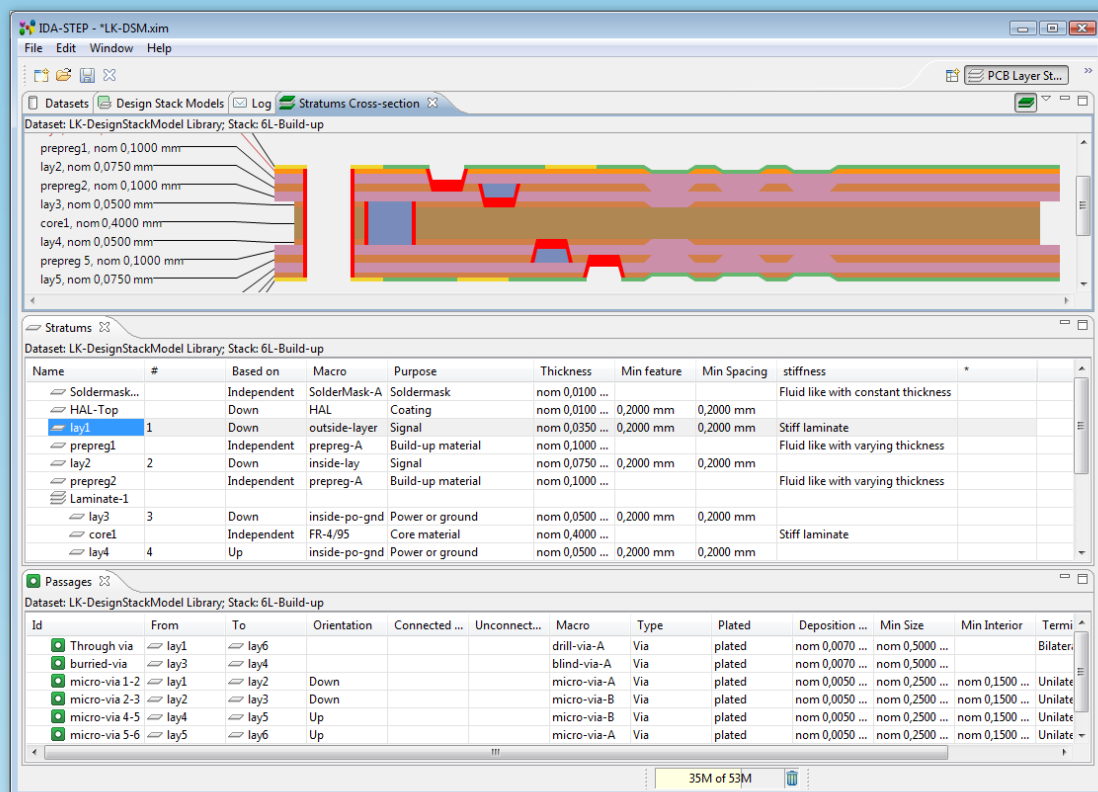 IDA-STEP - *LK-DSM.xim
File Edit Window Help
PCB Layer St... »
Datasets Design Stack Models Log Stratums Cross-section
Dataset: LK-DesignStackModel Library; Stack: 6L-Build-up
prepreg1, nom 0,1000 mm
lay2, nom 0,0750 mm
prepreg2, nom 0,1000 mm
lay3, nom 0,0500 mm
core1, nom 0,4000 mm
lay4, nom 0,0500 mm
prepreg 5, nom 0,1000 mm
lay5, nom 0,0750 mm
Stratums
Dataset: LK-DesignStackModel Library; Stack: 6L-Build-up
Name # Based on Macro Purpose Thickness Min feature Min Spacing stiffness *
Soldermask... Independent SolderMask-A Soldermask nom 0,0100 ... Fluid like with constant thickness
HAL-Top Down HAL Coating nom 0,0100 ... 0,2000 mm 0,2000 mm
lay1 1 Down outside-layer Signal nom 0,0350 ... 0,2000 mm 0,2000 mm Stiff laminate
prepreg1 Independent prepreg-A Build-up material nom 0,1000 ... Fluid like with varying thickness
lay2 2 Down inside-lay Signal nom 0,0750 ... 0,2000 mm 0,2000 mm
prepreg2 Independent prepreg-A Build-up material nom 0,1000 ... Fluid like with varying thickness
Laminate-1
lay3 3 Down inside-po-gnd Power or ground nom 0,0500 ... 0,2000 mm 0,2000 mm
core1 Independent FR-4/95 Core material nom 0,4000 ... Stiff laminate
lay4 4 Up inside-po-gnd Power or ground nom 0,0500 ... 0,2000 mm 0,2000 mm
Passages
Dataset: LK-DesignStackModel Library; Stack: 6L-Build-up
Id From To Orientation Connected ... Unconnect... Macro Type Plated Deposition ... Min Size Min Interior Termi
Through via lay1 lay6 drill-via-A Via plated nom 0,0070 ... nom 0,5000 ... Bilatera
burried-via lay3 lay4 blind-via-A Via plated nom 0,0070 ... nom 0,5000 ...
micro-via 1-2 lay1 lay2 Down micro-via-A Via plated nom 0,0050 ... nom 0,2500 ... nom 0,1500 ... Unilate
micro-via 2-3 lay2 lay3 Down micro-via-B Via plated nom 0,0050 ... nom 0,2500 ... nom 0,1500 ... Unilate
micro-via 4-5 lay4 lay5 Up micro-via-B Via plated nom 0,0050 ... nom 0,2500 ... nom 0,1500 ... Unilate
micro-via 5-6 lay5 lay6 Up micro-via-A Via plated nom 0,0050 ... nom 0,2500 ... nom 0,1500 ... Unilate
35M of 53M